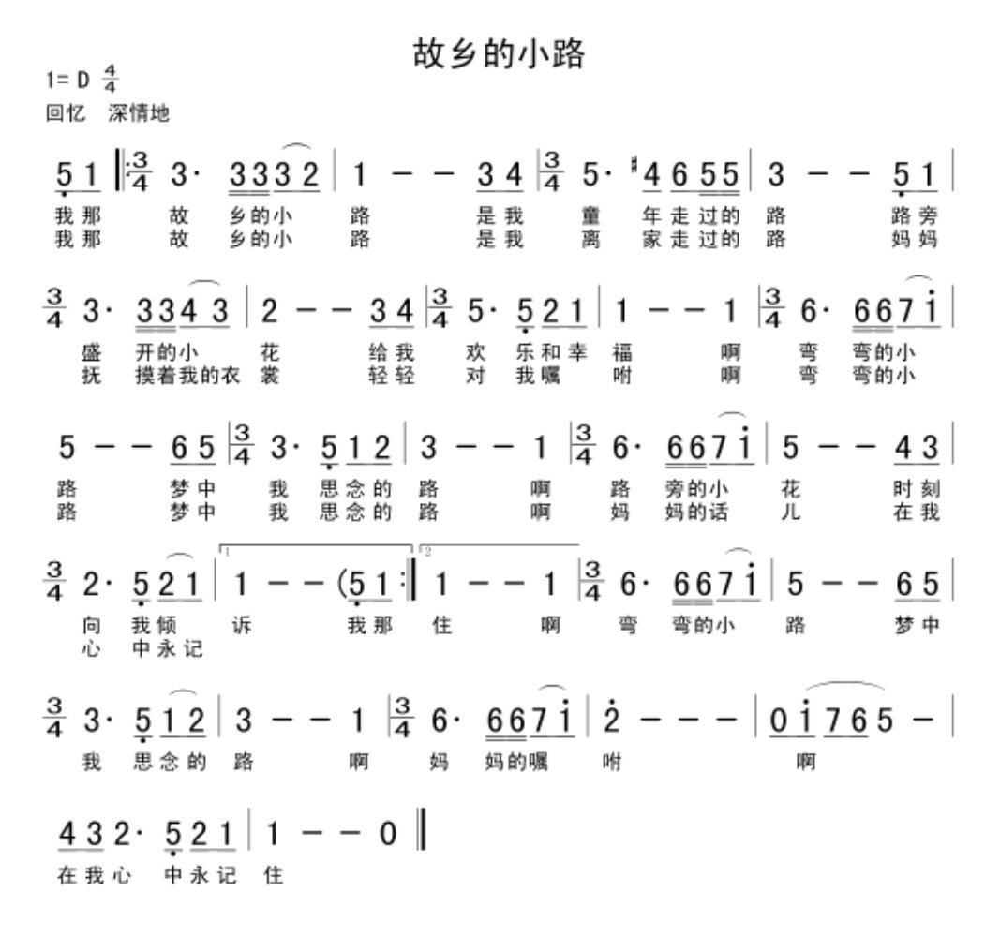 故乡的小路
1= D 4/4
回忆 深情地
5 1 3/4 3· 3 3 3 2 1 － － 3 4 3/4 5· #4 6 5 5 3 － － 5 1
我那 故 乡的小 路 是我 童 年走过的 路 路旁
我那 故 乡的小 路 是我 离 家走过的 路 妈妈
3/4 3· 3 3 4 3 2 － － 3 4 3/4 5· 5 2 1 1 － － 1 3/4 6· 6 6 7 i
盛 开的小 花 给我 欢 乐和幸 福 啊 弯 弯的小
抚 摸着我的衣 裳 轻轻 对 我嘱 咐 啊 弯 弯的小
5 － － 6 5 3/4 3· 5 1 2 3 － － 1 3/4 6· 6 6 7 i 5 － － 4 3
路 梦中 我 思念的 路 啊 路 旁的小 花 时刻
路 梦中 我 思念的 路 啊 妈 妈的话 儿 在我
3/4 2· 5 2 1 1 1 － － (5 1 2 1 － － 1 3/4 6· 6 6 7 i 5 － － 6 5
向 我倾 诉 我那 住 啊 弯 弯的小 路 梦中
心 中永记
3/4 3· 5 1 2 3 － － 1 3/4 6· 6 6 7 i 2 － － － 0 i 7 6 5 －
我 思念的 路 啊 妈 妈的嘱 咐 啊
4 3 2· 5 2 1 1 － － 0
在我心 中永记 住